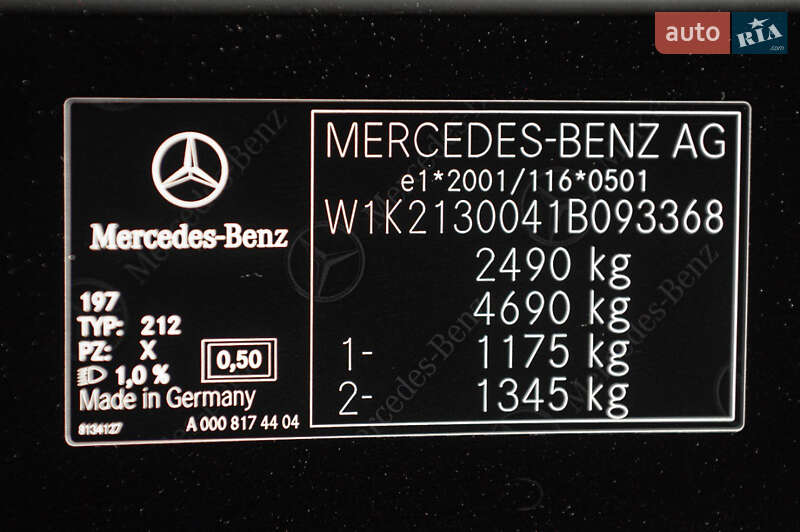 auto RIA .com
Mercedes-Benz
197
TYP: 212
PZ: X
1,0 %
0,50
Made in Germany
8134127
A 000 817 44 04
MERCEDES-BENZ AG
e1*2001/116*0501
W1K2130041B093368
2490 kg
4690 kg
1- 1175 kg
2- 1345 kg